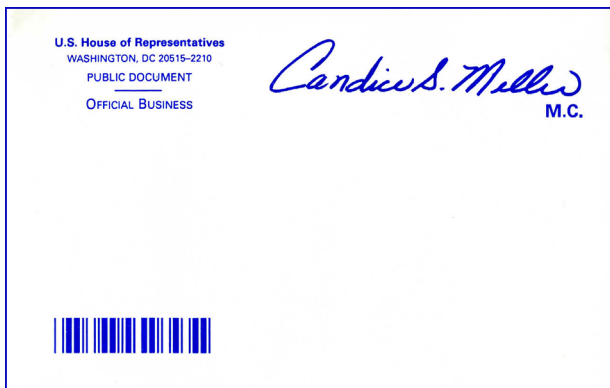 U.S. House of Representatives
WASHINGTON, DC 20515–2210
PUBLIC DOCUMENT
OFFICIAL BUSINESS
Candice S. Miller
M.C.